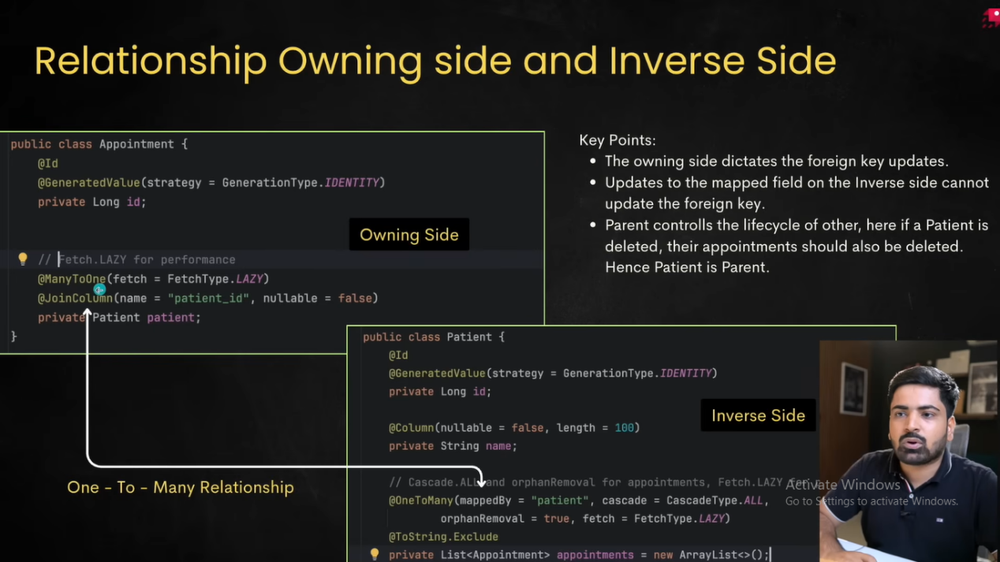 Relationship Owning side and Inverse Side
public class Appointment {
@Id
@GeneratedValue(strategy = GenerationType.IDENTITY)
private Long id;
Owning Side
// Fetch.LAZY for performance
@ManyToOne(fetch = FetchType.LAZY)
@JoinColumn(name = "patient_id", nullable = false)
private Patient patient;
}
Key Points:
• The owning side dictates the foreign key updates.
• Updates to the mapped field on the Inverse side cannot
update the foreign key.
• Parent controlls the lifecycle of other, here if a Patient is
deleted, their appointments should also be deleted.
Hence Patient is Parent.
One - To - Many Relationship
public class Patient {
@Id
@GeneratedValue(strategy = GenerationType.IDENTITY)
private Long id;
Inverse Side
@Column(nullable = false, length = 100)
private String name;
// Cascade.ALL and orphanRemoval for appointments, Fetch.LAZY
@OneToMany(mappedBy = "patient", cascade = CascadeType.ALL,
orphanRemoval = true, fetch = FetchType.LAZY)
@ToString.Exclude
private List<Appointment> appointments = new ArrayList<>();
Activate Windows
Go to Settings to activate Windows.